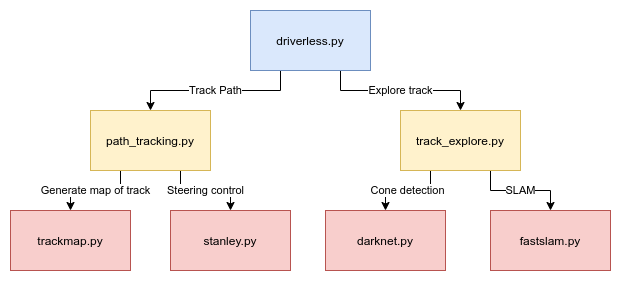 driverless.py
Track Path
Explore track
path_tracking.py
track_explore.py
Generate map of track
Steering control
Cone detection
SLAM
trackmap.py
stanley.py
darknet.py
fastslam.py